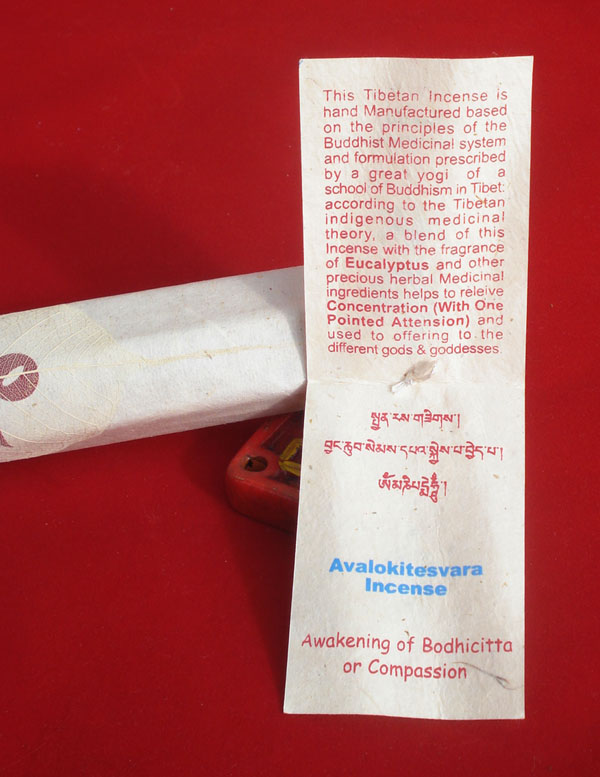 This Tibetan Incense is
hand Manufactured based
on the principles of the
Buddhist Medicinal system
and formulation prescribed
by a great yogi of a
school of Buddhism in Tibet:
according to the Tibetan
indigenous medicinal
theory, a blend of this
Incense with the fragrance
of Eucalyptus and other
precious herbal Medicinal
ingredients helps to releive
Concentration (With One
Pointed Attension) and
used to offering to the
different gods & goddesses.
སྤྱན་རས་གཟིགས།
བྱང་ཆུབ་སེམས་དཔའ་སྐྱེས་པ་བྱེད་པ།
Avalokitesvara
Incense
Awakening of Bodhicitta
or Compassion